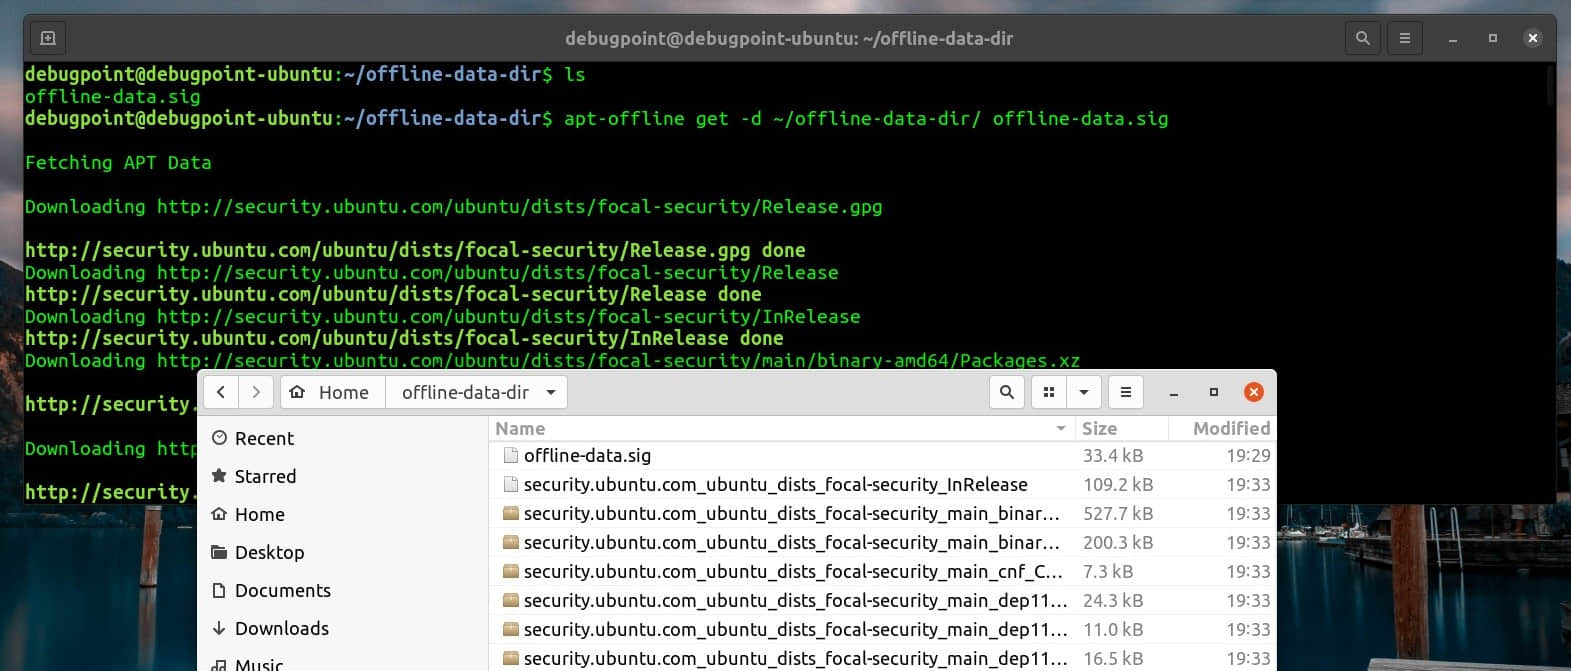 debugpoint@debugpoint-ubuntu: ~/offline-data-dir
debugpoint@debugpoint-ubuntu:~/offline-data-dir$ ls
offline-data.sig
debugpoint@debugpoint-ubuntu:~/offline-data-dir$ apt-offline get -d ~/offline-data-dir/ offline-data.sig
Fetching APT Data
Downloading http://security.ubuntu.com/ubuntu/dists/focal-security/Release.gpg
http://security.ubuntu.com/ubuntu/dists/focal-security/Release.gpg done
Downloading http://security.ubuntu.com/ubuntu/dists/focal-security/Release
http://security.ubuntu.com/ubuntu/dists/focal-security/Release done
Downloading http://security.ubuntu.com/ubuntu/dists/focal-security/InRelease
http://security.ubuntu.com/ubuntu/dists/focal-security/InRelease done
Downloading http://security.ubuntu.com/ubuntu/dists/focal-security/main/binary-amd64/Packages.xz
http://security.
Downloading http
http://security.
Home offline-data-dir
Recent
Starred
Home
Desktop
Documents
Downloads
Music
Name Size Modified
offline-data.sig 33.4 kB 19:29
security.ubuntu.com_ubuntu_dists_focal-security_InRelease 109.2 kB 19:33
security.ubuntu.com_ubuntu_dists_focal-security_main_binar... 527.7 kB 19:33
security.ubuntu.com_ubuntu_dists_focal-security_main_binar... 200.3 kB 19:33
security.ubuntu.com_ubuntu_dists_focal-security_main_cnf_C... 7.3 kB 19:33
security.ubuntu.com_ubuntu_dists_focal-security_main_dep11... 24.3 kB 19:33
security.ubuntu.com_ubuntu_dists_focal-security_main_dep11... 11.0 kB 19:33
security.ubuntu.com_ubuntu_dists_focal-security_main_dep11... 16.5 kB 19:33